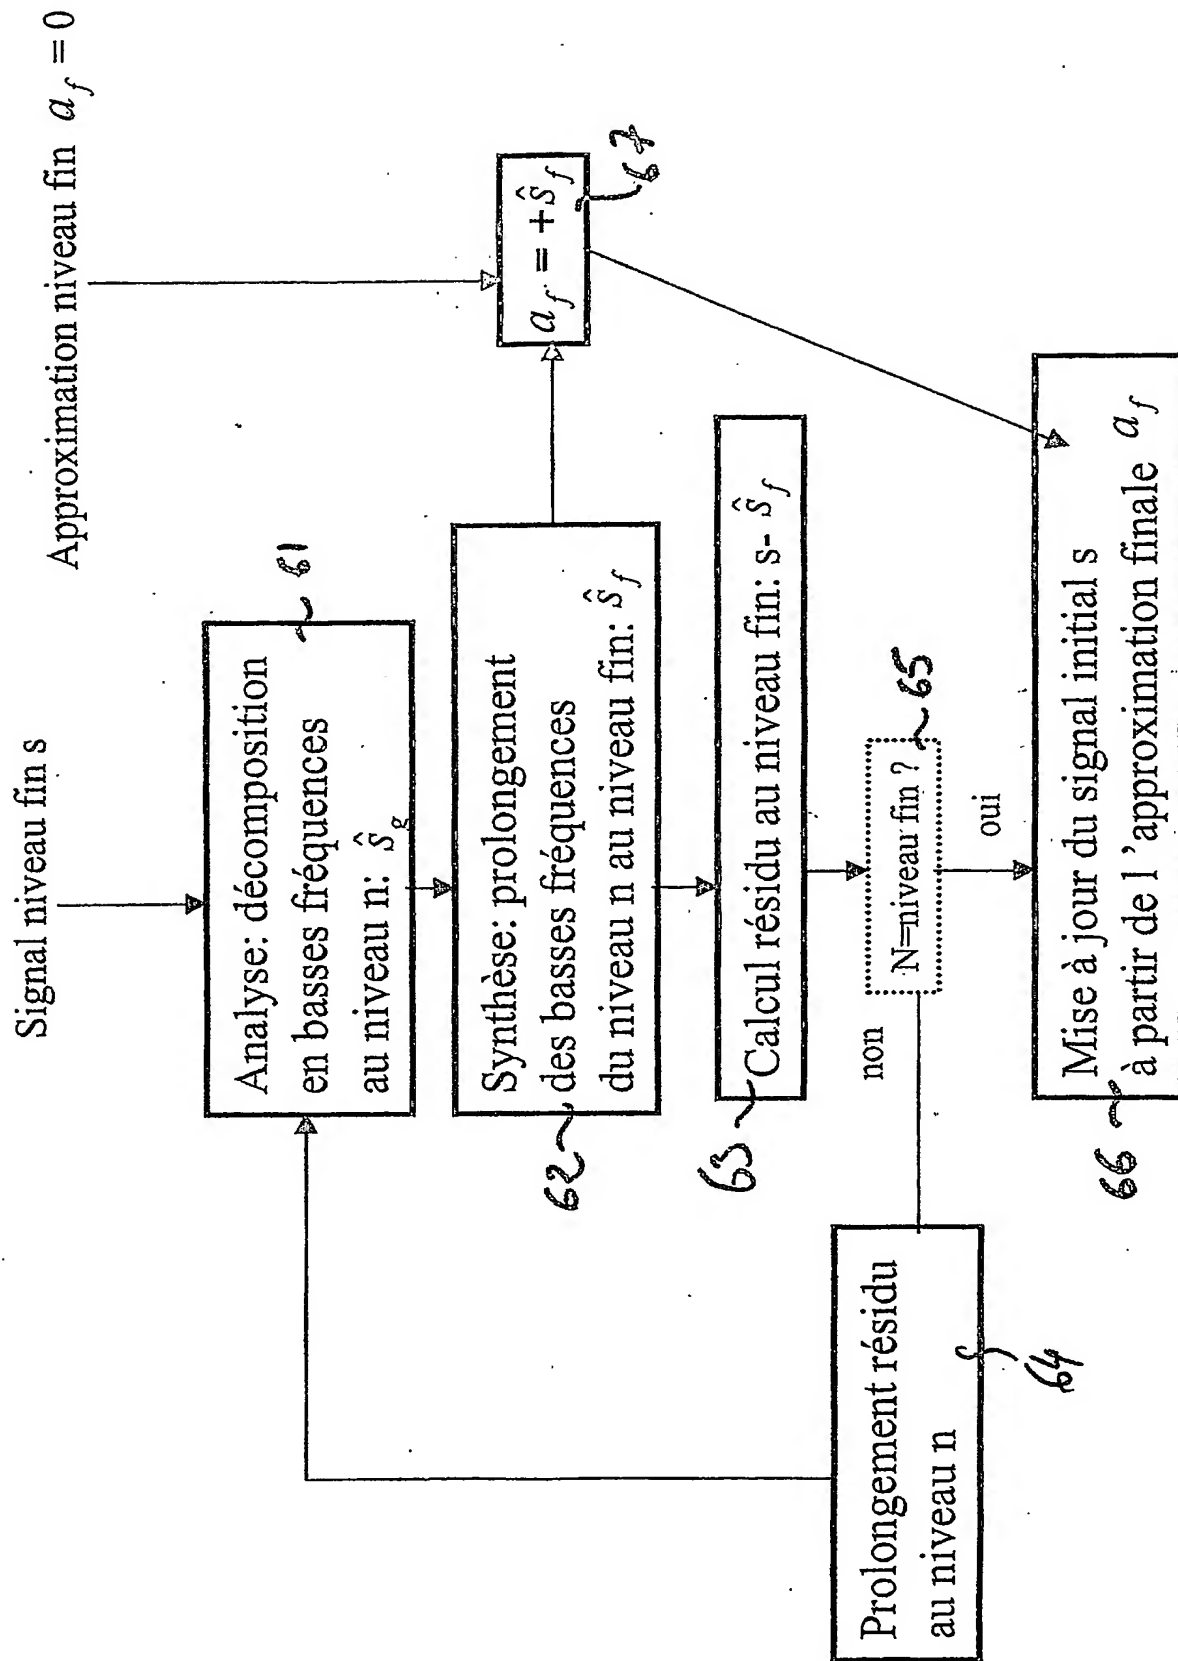 Signal niveau fin s
Approximation niveau fin a_f = 0
Analyse: décomposition
en basses fréquences
au niveau n: ŝ_g
61
Synthèse: prolongement
des basses fréquences
du niveau n au niveau fin: ŝ_f
62
a_f = +ŝ_f
67
63
Calcul résidu au niveau fin: s- ŝ_f
non
N=niveau fin ?
65
oui
Prolongement résidu
au niveau n
64
66
Mise à jour du signal initial s
à partir de l 'approximation finale a_f